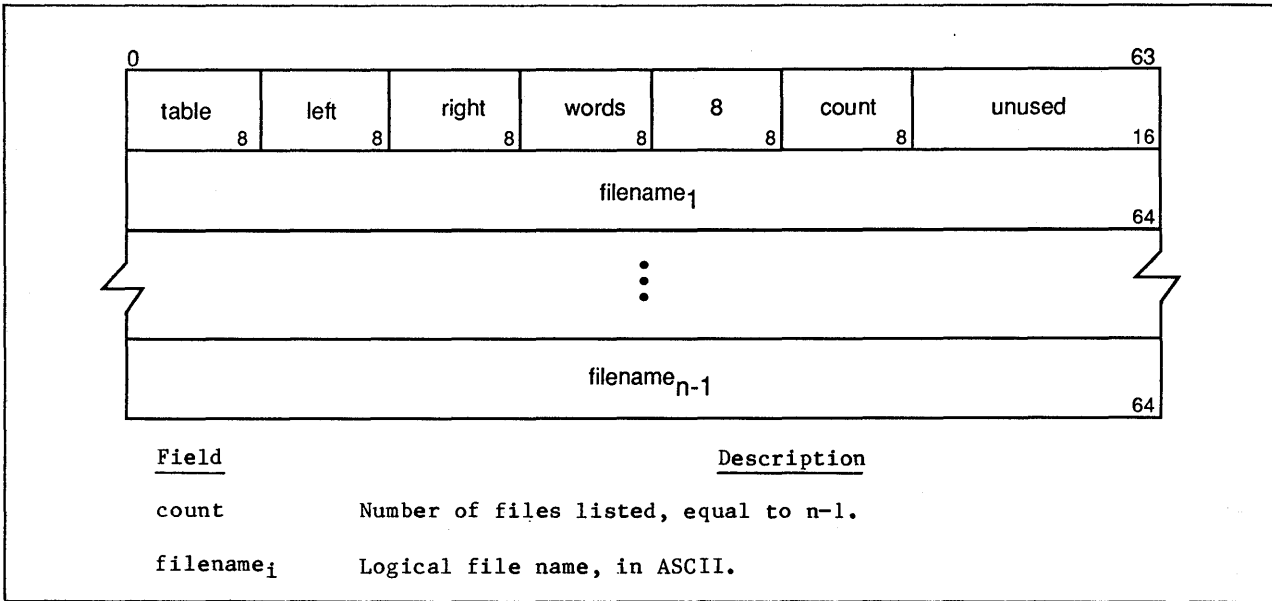 0 63
table left right words 8 count unused
8 8 8 8 8 8 16
filename1
64
filenamen-1
64
Field Description
count Number of files listed, equal to n-1.
filenamei Logical file name, in ASCII.